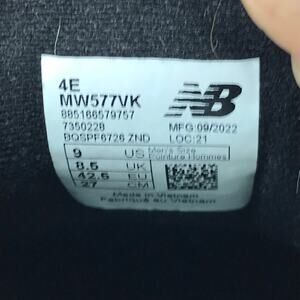 4E
MW577VK
885166579757
7350228 MFG:09/2022
BQSPF6726 ZND LOC:21
NB
9 US Men's Size
8.5 UK Pointure Hommes
42.5 EU
27 CM
Made in Vietnam
Fabriqué au Vietnam